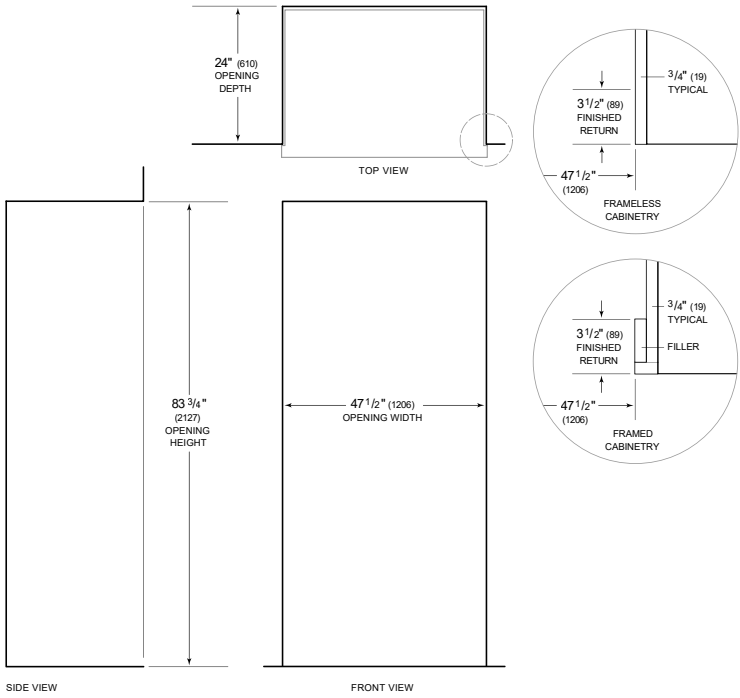 24" (610)
OPENING
DEPTH
TOP VIEW
3/4" (19)
TYPICAL
3 1/2" (89)
FINISHED
RETURN
47 1/2"
(1206)
FRAMELESS
CABINETRY
83 3/4"
(2127)
OPENING
HEIGHT
47 1/2" (1206)
OPENING WIDTH
3/4" (19)
TYPICAL
3 1/2" (89)
FINISHED
RETURN
FILLER
47 1/2"
(1206)
FRAMED
CABINETRY
SIDE VIEW
FRONT VIEW